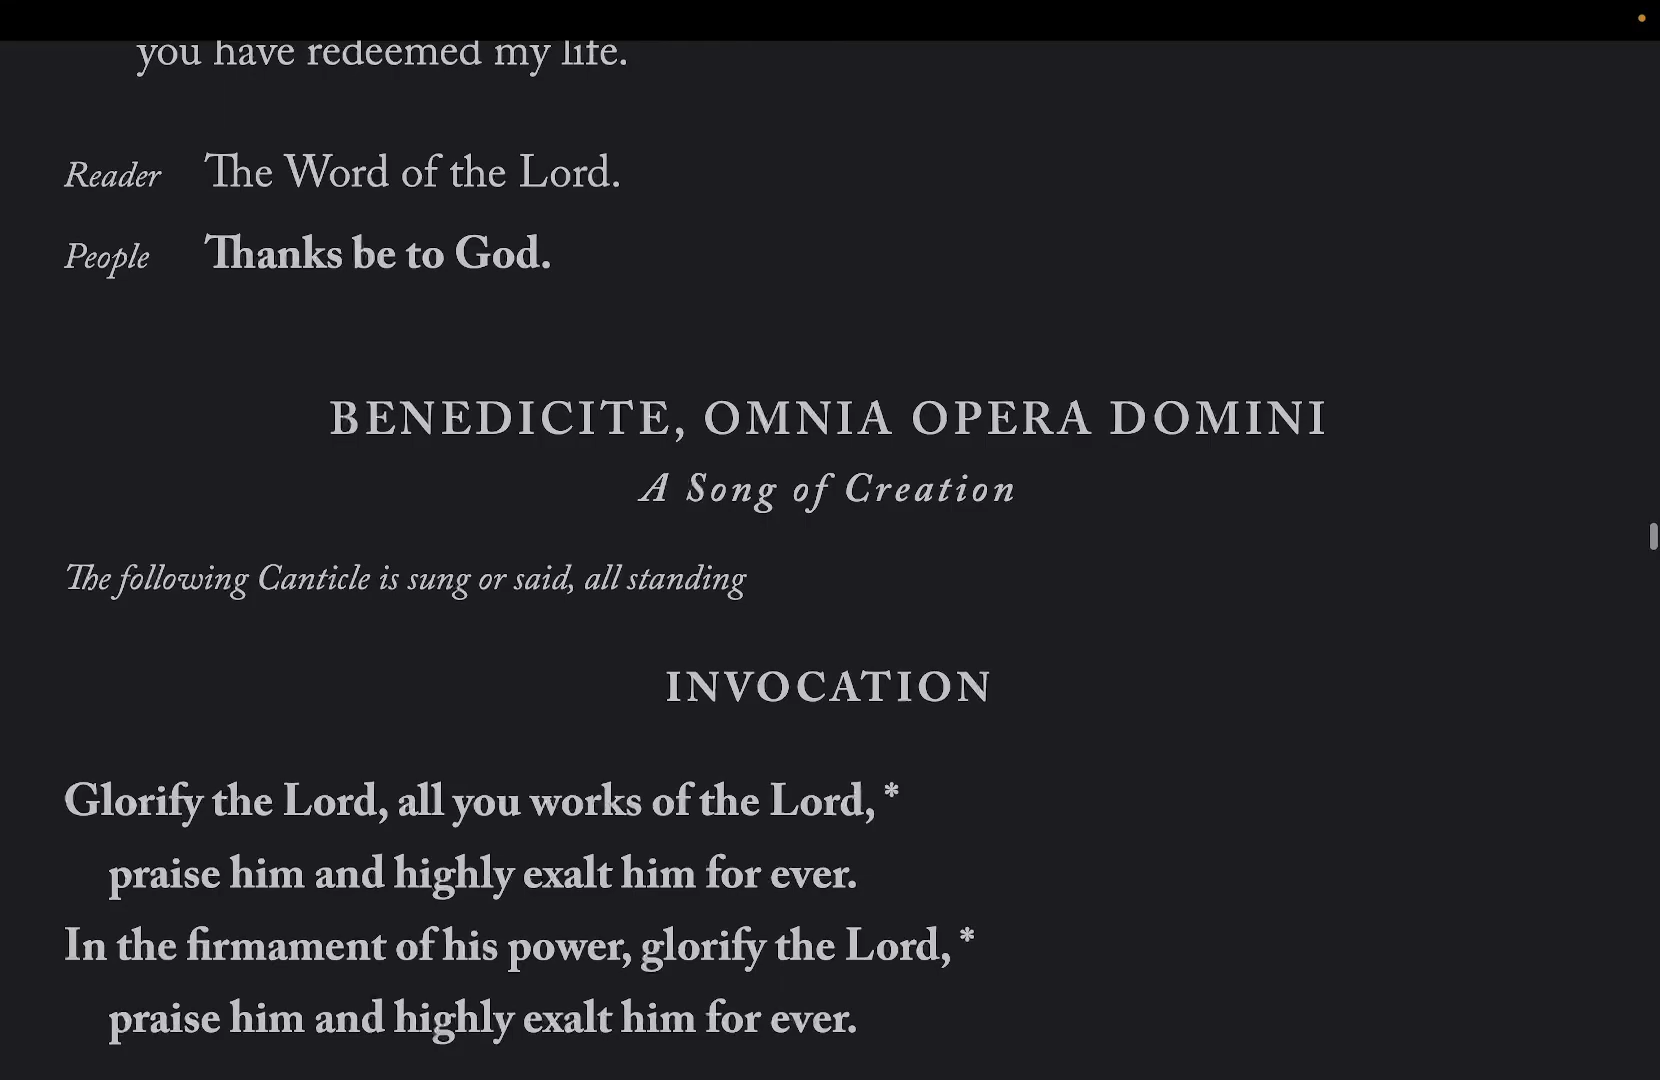 you have redeemed my life.
Reader The Word of the Lord.
People Thanks be to God.
BENEDICITE, OMNIA OPERA DOMINI
A Song of Creation
The following Canticle is sung or said, all standing
INVOCATION
Glorify the Lord, all you works of the Lord, *
praise him and highly exalt him for ever.
In the firmament of his power, glorify the Lord, *
praise him and highly exalt him for ever.